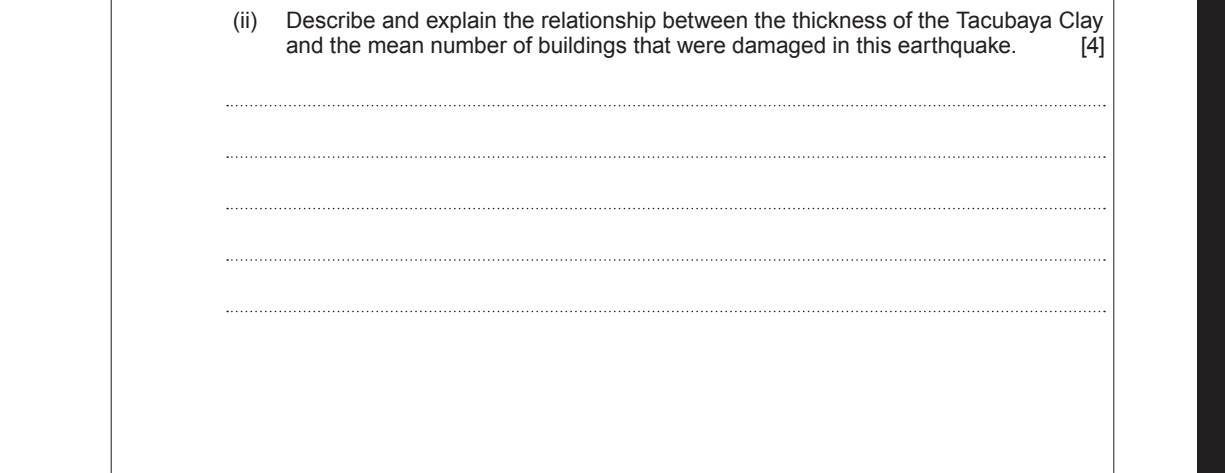 (ii) Describe and explain the relationship between the thickness of the Tacubaya Clay
and the mean number of buildings that were damaged in this earthquake. [4]